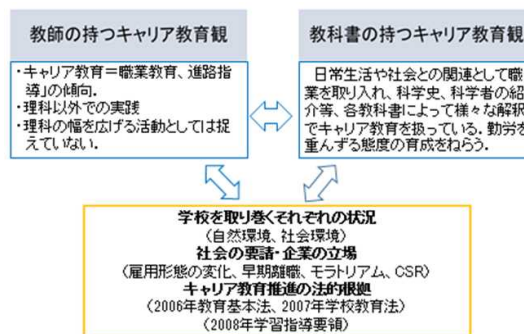 教師の持つキャリア教育観
・キャリア教育＝職業教育、進路指
導」の傾向.
・理科以外での実践
・理科の幅を広げる活動としては捉
えていない.
教科書の持つキャリア教育観
日常生活や社会との関連として職
業を取り入れ、科学史、科学者の紹
介等、各教科書によって様々な解釈
でキャリア教育を扱っている. 勤労を
重んずる態度の育成をねらう.
学校を取り巻くそれぞれの状況
（自然環境、社会環境）
社会の要請・企業の立場
（雇用形態の変化、早期離職、モラトリアム、CSR）
キャリア教育推進の法的根拠
（2006年教育基本法、2007年学校教育法）
（2008年学習指導要領）